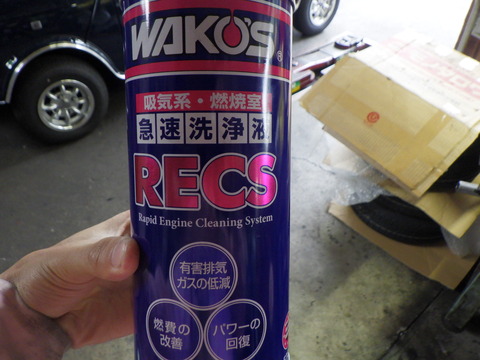 WAKO'S®
吸気系・燃焼室
急速洗浄液
RECS
Rapid Engine Cleaning System
有害排気
ガスの低減
燃費の
改善
パワーの
回復